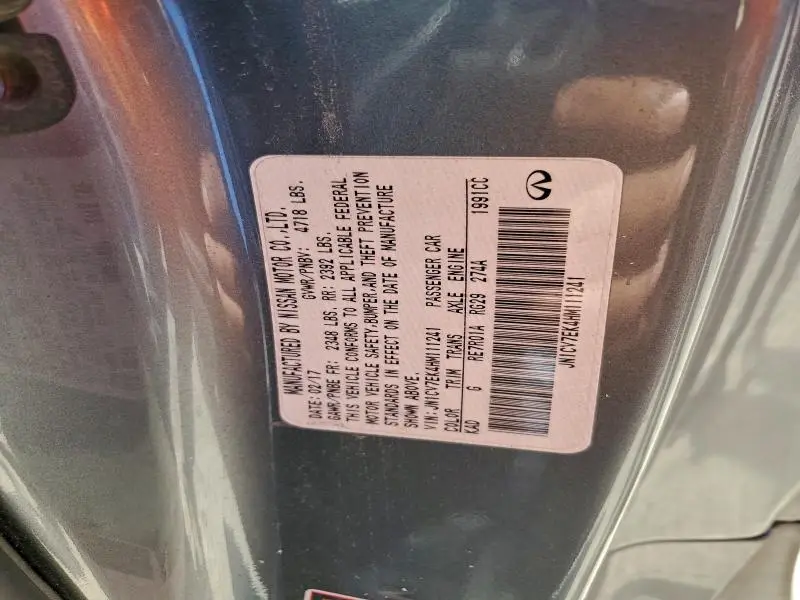 MANUFACTURED BY NISSAN MOTOR CO.,LTD.
DATE: 02/17 GVWR/PNBV: 4718 LBS.
GAWR/PNBE FR: 2348 LBS. RR: 2392 LBS.
THIS VEHICLE CONFORMS TO ALL APPLICABLE FEDERAL
MOTOR VEHICLE SAFETY,BUMPER,AND THEFT PREVENTION
STANDARDS IN EFFECT ON THE DATE OF MANUFACTURE
SHOWN ABOVE.
VIN:JN1CV7EK4HM111241 PASSENGER CAR
COLOR TRIM TRANS AXLE ENGINE
KAD G RE7R01A RG29 274A 1991CC
JN1CV7EK4HM111241